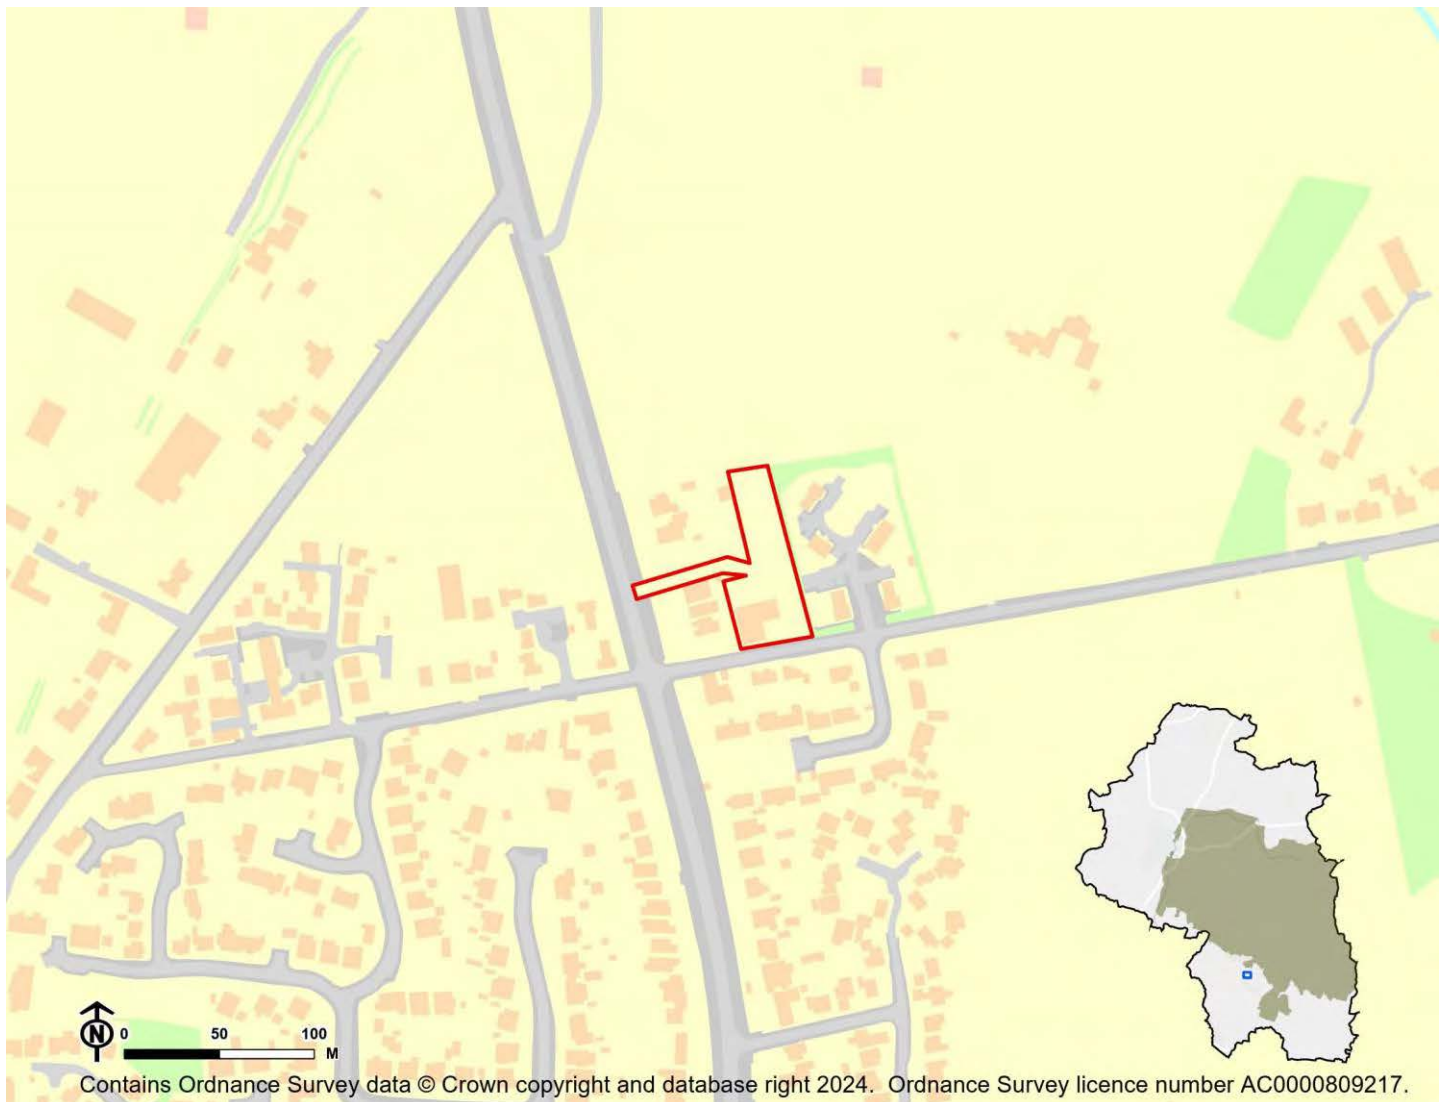 N 0 50 100
M
Contains Ordnance Survey data © Crown copyright and database right 2024. Ordnance Survey licence number AC0000809217.